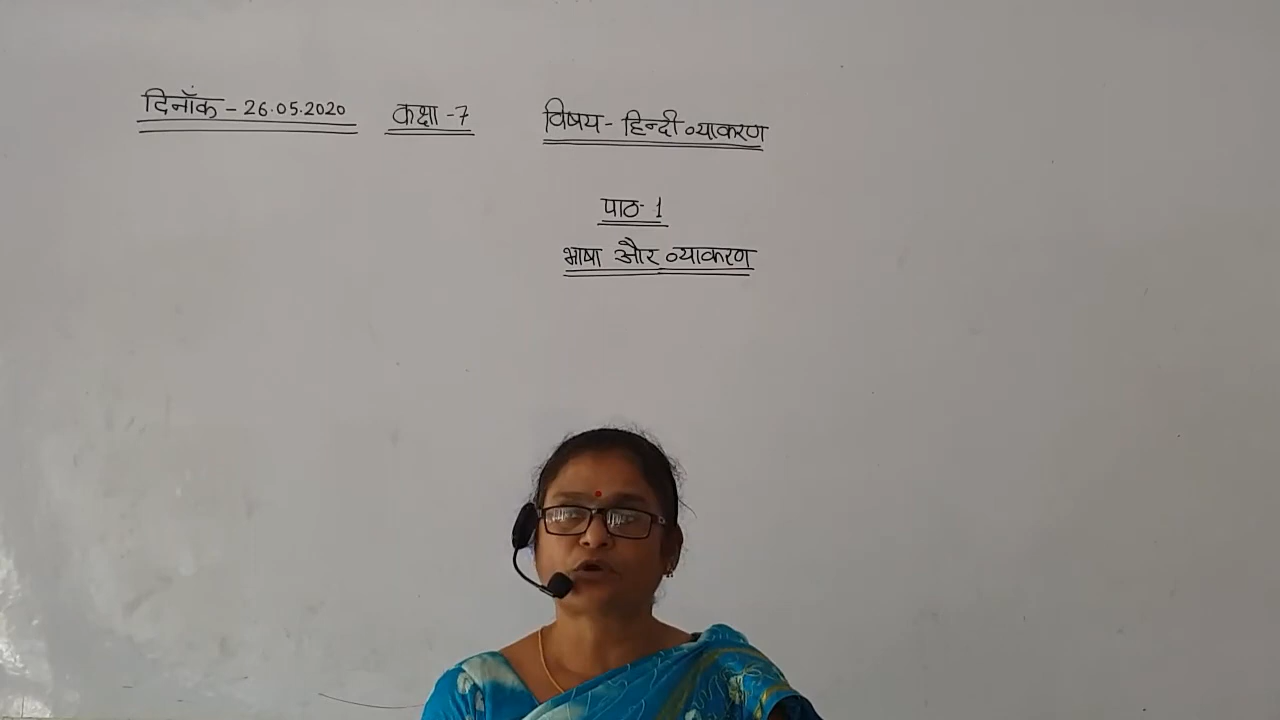 दिनाँक - 26.05.2020 कक्षा - 7 विषय - हिन्दी व्याकरण
पाठ - 1
भाषा और व्याकरण